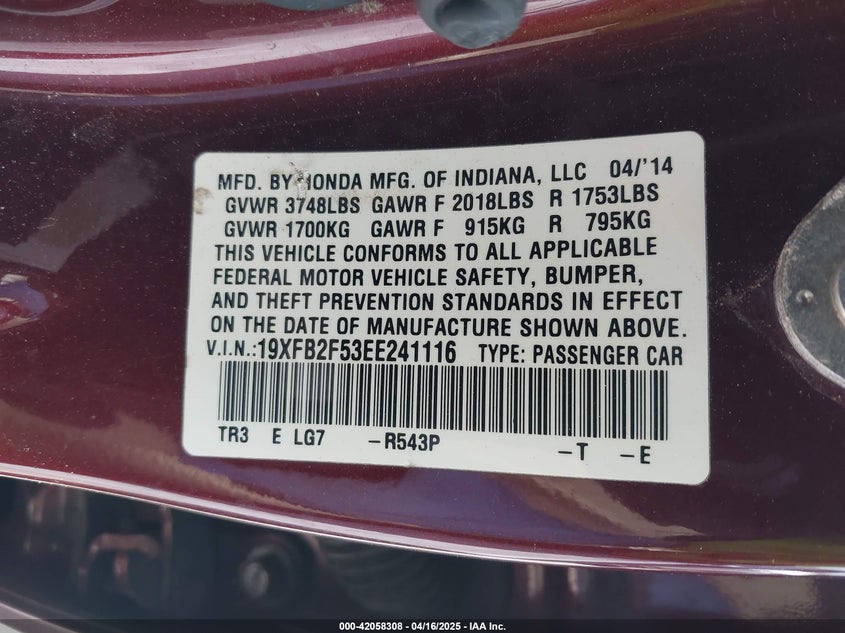 MFD. BY HONDA MFG. OF INDIANA, LLC 04/'14
GVWR 3748LBS GAWR F 2018LBS R 1753LBS
GVWR 1700KG GAWR F 915KG R 795KG
THIS VEHICLE CONFORMS TO ALL APPLICABLE
FEDERAL MOTOR VEHICLE SAFETY, BUMPER,
AND THEFT PREVENTION STANDARDS IN EFFECT
ON THE DATE OF MANUFACTURE SHOWN ABOVE.
V.I.N.:19XFB2F53EE241116 TYPE: PASSENGER CAR
TR3 E LG7 -R543P -T -E
000-42058308 - 04/16/2025 - IAA Inc.